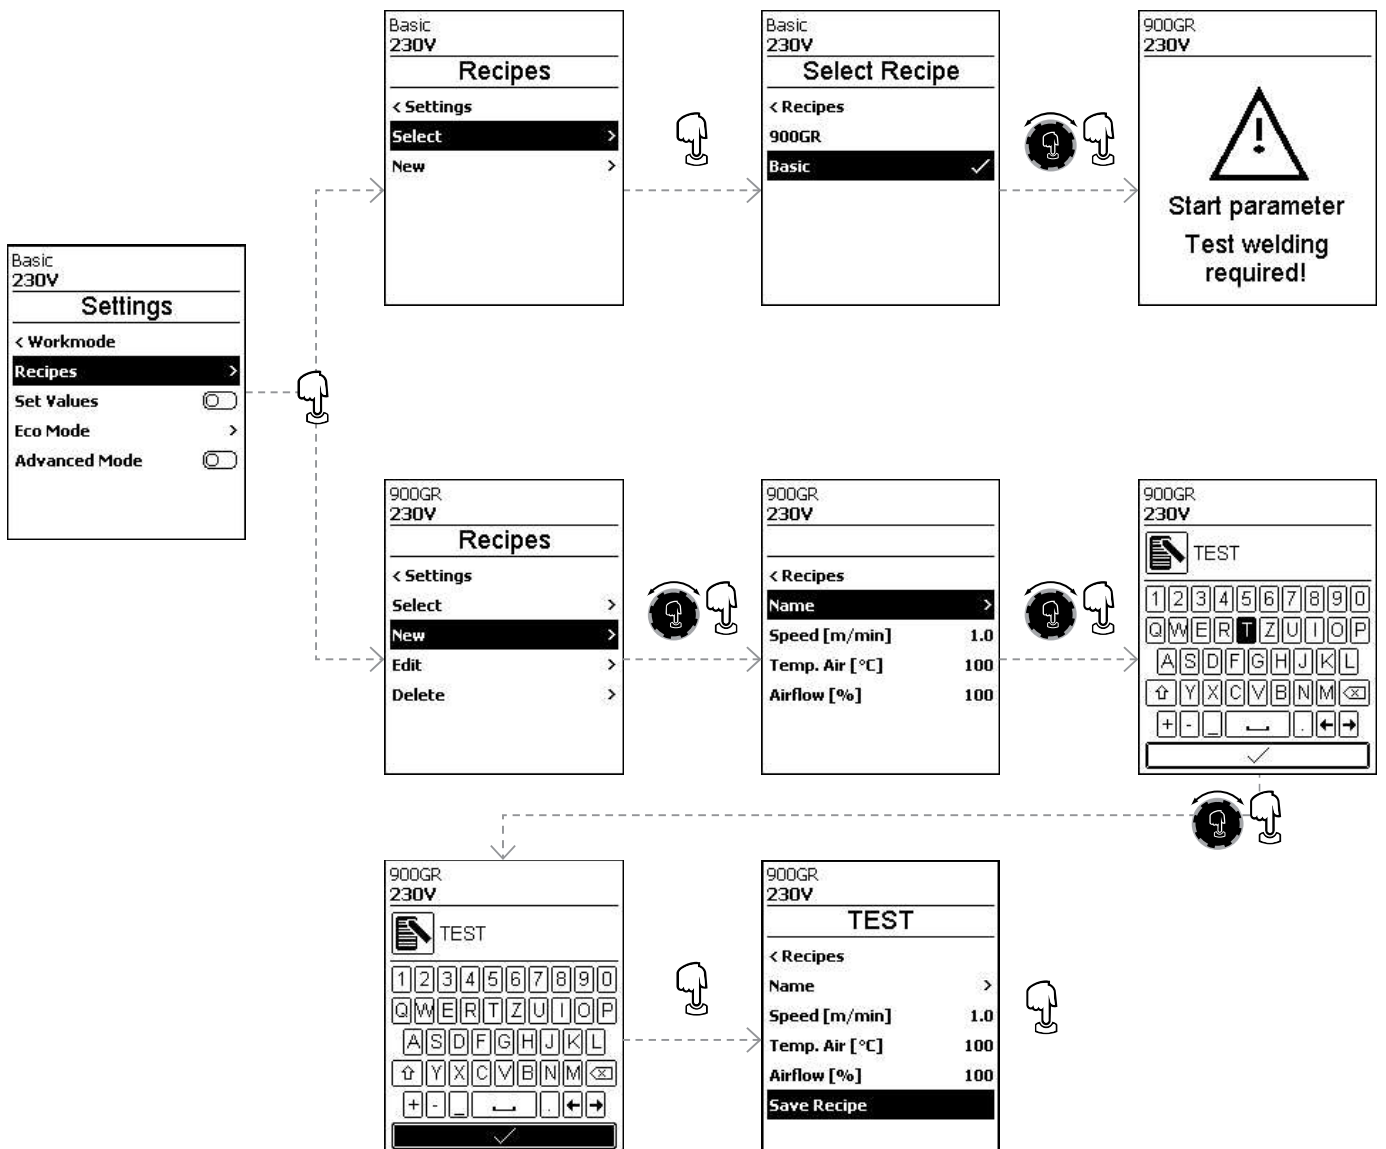 Basic
230V
Recipes
< Settings
Select >
New >
Basic
230V
Select Recipe
< Recipes
900GR
Basic
900GR
230V
!
Start parameter
Test welding
required!
Basic
230V
Settings
< Workmode
Recipes >
Set Values
Eco Mode >
Advanced Mode
900GR
230V
Recipes
< Settings
Select >
New >
Edit >
Delete >
900GR
230V
< Recipes
Name >
Speed [m/min] 1.0
Temp. Air [°C] 100
Airflow [%] 100
900GR
230V
TEST
1 2 3 4 5 6 7 8 9 0
Q W E R T Z U I O P
A S D F G H J K L
Y X C V B N M
+ - _ .
900GR
230V
TEST
1 2 3 4 5 6 7 8 9 0
Q W E R T Z U I O P
A S D F G H J K L
Y X C V B N M
+ - _ .
900GR
230V
TEST
< Recipes
Name >
Speed [m/min] 1.0
Temp. Air [°C] 100
Airflow [%] 100
Save Recipe